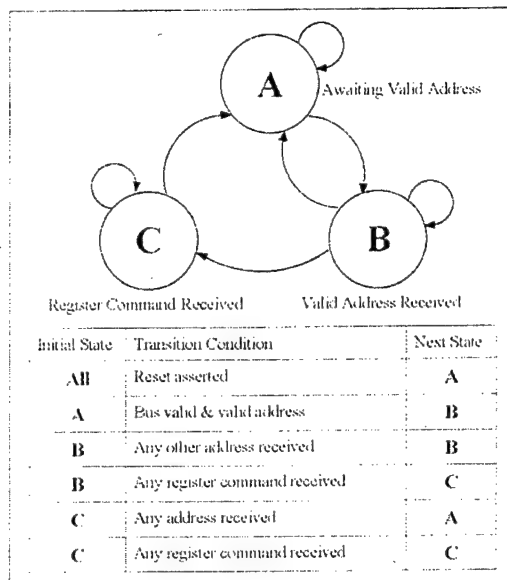 A
Awaiting Valid Address
C
B
Register Command Received
Valid Address Received
Initial State Transition Condition Next State
All Reset asserted A
A Bus valid & valid address B
B Any other address received B
B Any register command received C
C Any address received A
C Any register command received C